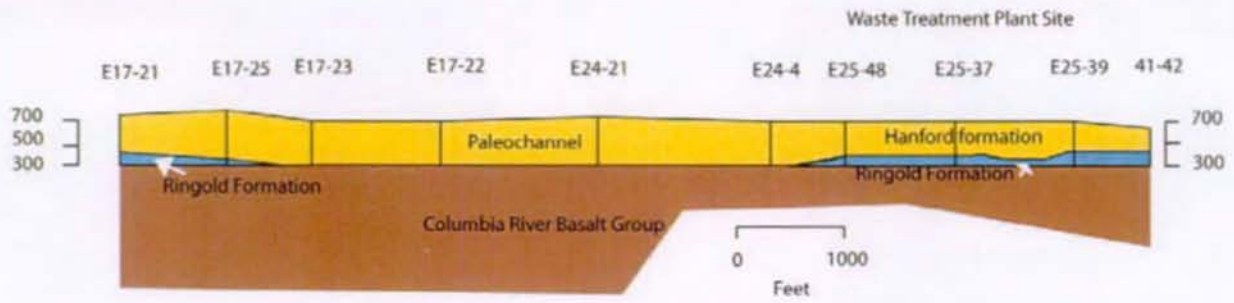 Waste Treatment Plant Site
E17-21 E17-25 E17-23 E17-22 E24-21 E24-4 E25-48 E25-37 E25-39 41-42
700 700
500 Paleochannel Hanford formation
300 300
Ringold Formation Ringold Formation
Columbia River Basalt Group
0 1000
Feet